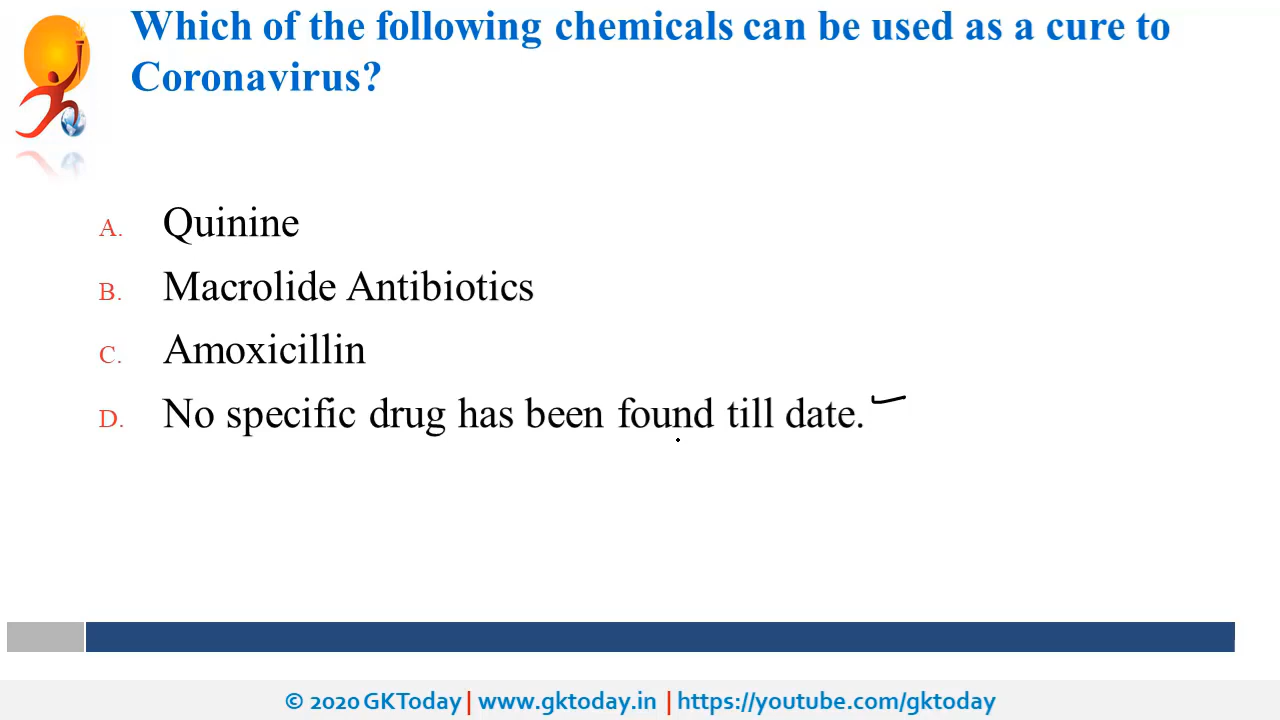 Which of the following chemicals can be used as a cure to
Coronavirus?
A. Quinine
B. Macrolide Antibiotics
C. Amoxicillin
D. No specific drug has been found till date.
© 2020 GKToday | www.gktoday.in | https://youtube.com/gktoday